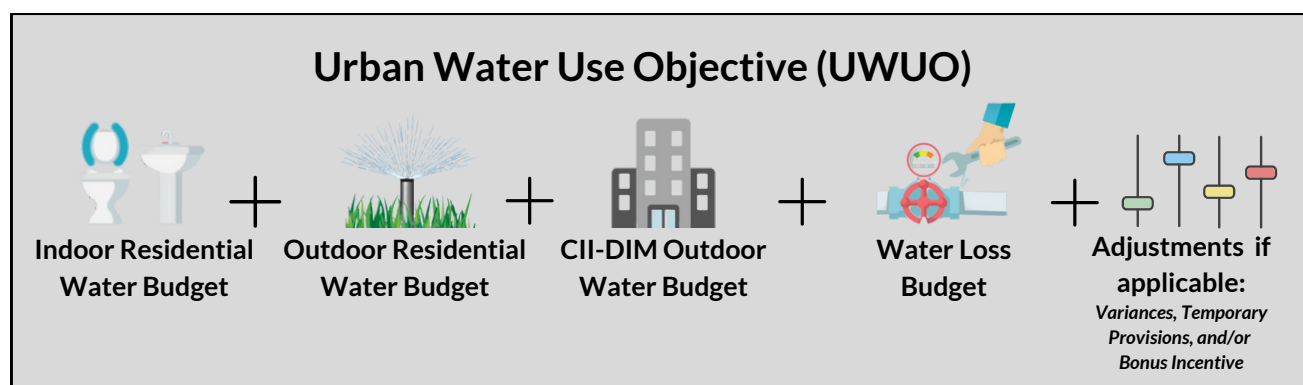 Urban Water Use Objective (UWUO)
Indoor Residential
Water Budget
+
Outdoor Residential
Water Budget
+
CII-DIM Outdoor
Water Budget
+
Water Loss
Budget
+
Adjustments if
applicable:
Variances, Temporary
Provisions, and/or
Bonus Incentive